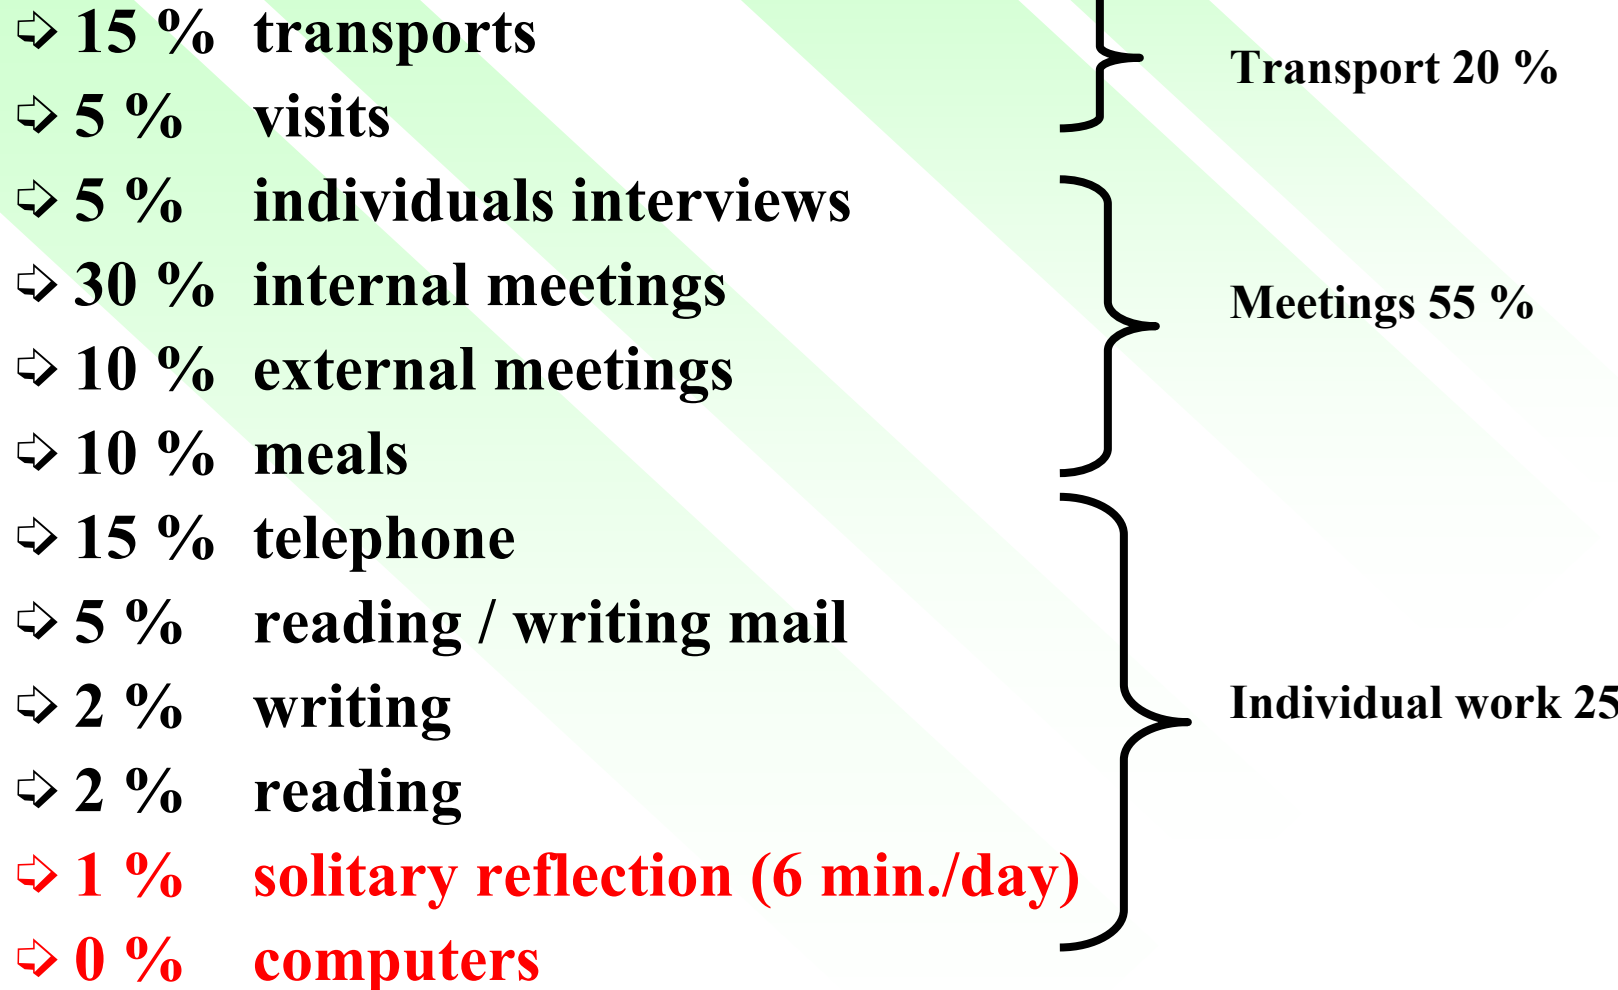 ➩ 15 % transports
Transport 20 %
➩ 5 % visits
➩ 5 % individuals interviews
➩ 30 % internal meetings
Meetings 55 %
➩ 10 % external meetings
➩ 10 % meals
➩ 15 % telephone
➩ 5 % reading / writing mail
➩ 2 % writing
Individual work 25
➩ 2 % reading
➩ 1 % solitary reflection (6 min./day)
➩ 0 % computers